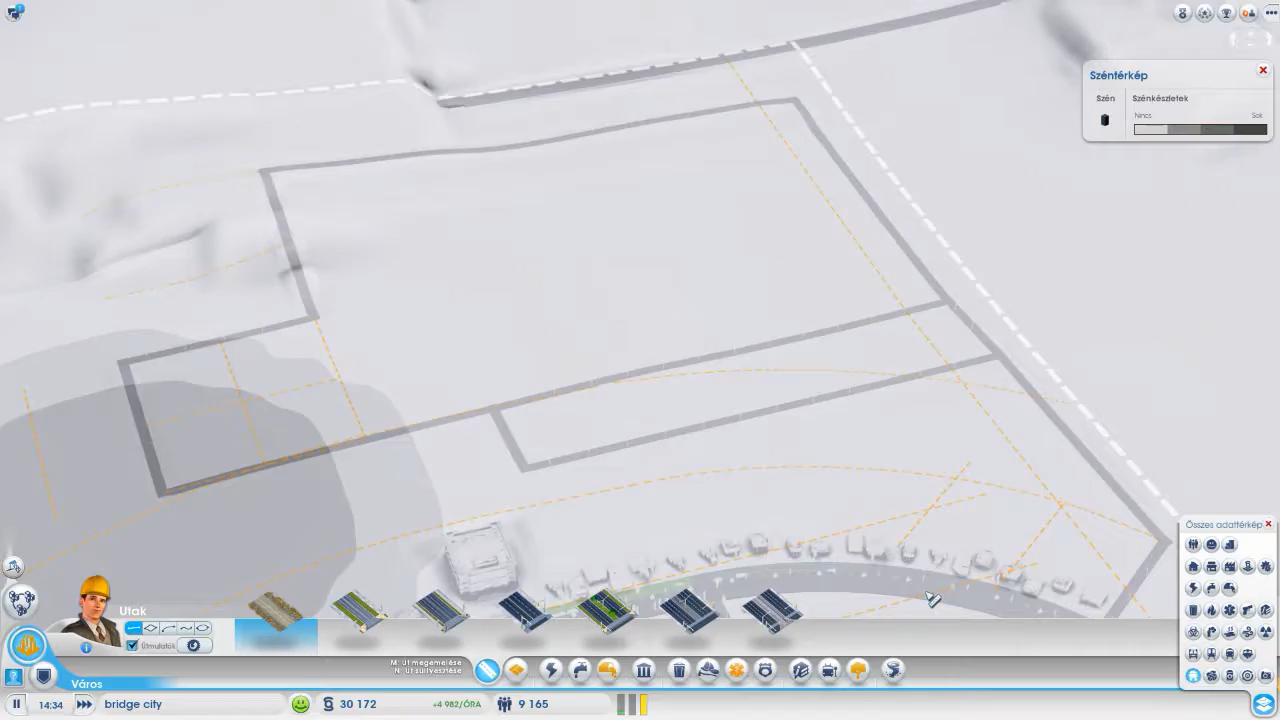 Széntérkép
Szén
Szénkészletek
Nincs
Sok
Összes adattérkép
Utak
Útmutatók
M: Út megemelése
N: Út süllyesztése
Város
14:34
bridge city
30 172
+4 982/ÓRA
9 165